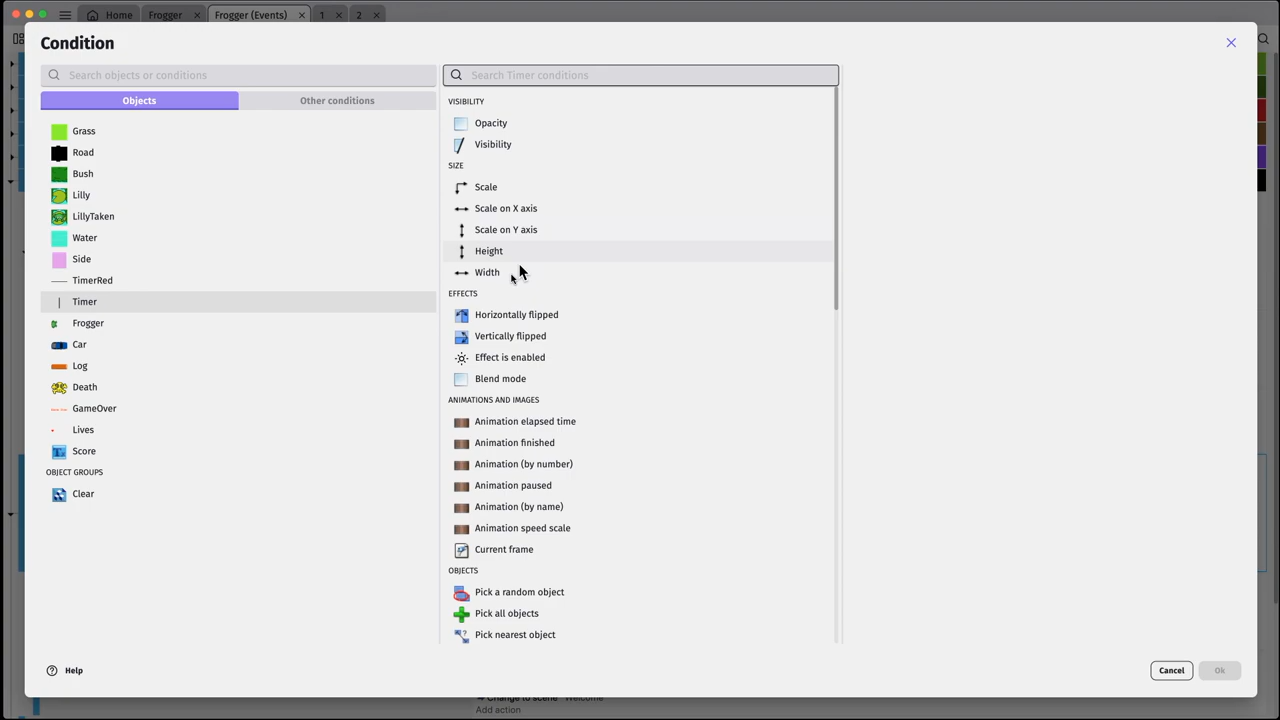 Home
Frogger
Frogger (Events)
1
2
Condition
Search objects or conditions
Search Timer conditions
Objects
Other conditions
Grass
Road
Bush
Lilly
LillyTaken
Water
Side
TimerRed
Timer
Frogger
Car
Log
Death
GameOver
Lives
Score
OBJECT GROUPS
Clear
VISIBILITY
Opacity
Visibility
SIZE
Scale
Scale on X axis
Scale on Y axis
Height
Width
EFFECTS
Horizontally flipped
Vertically flipped
Effect is enabled
Blend mode
ANIMATIONS AND IMAGES
Animation elapsed time
Animation finished
Animation (by number)
Animation paused
Animation (by name)
Animation speed scale
Current frame
OBJECTS
Pick a random object
Pick all objects
Pick nearest object
Help
Cancel
Ok
Change to scene Welcome
Add action